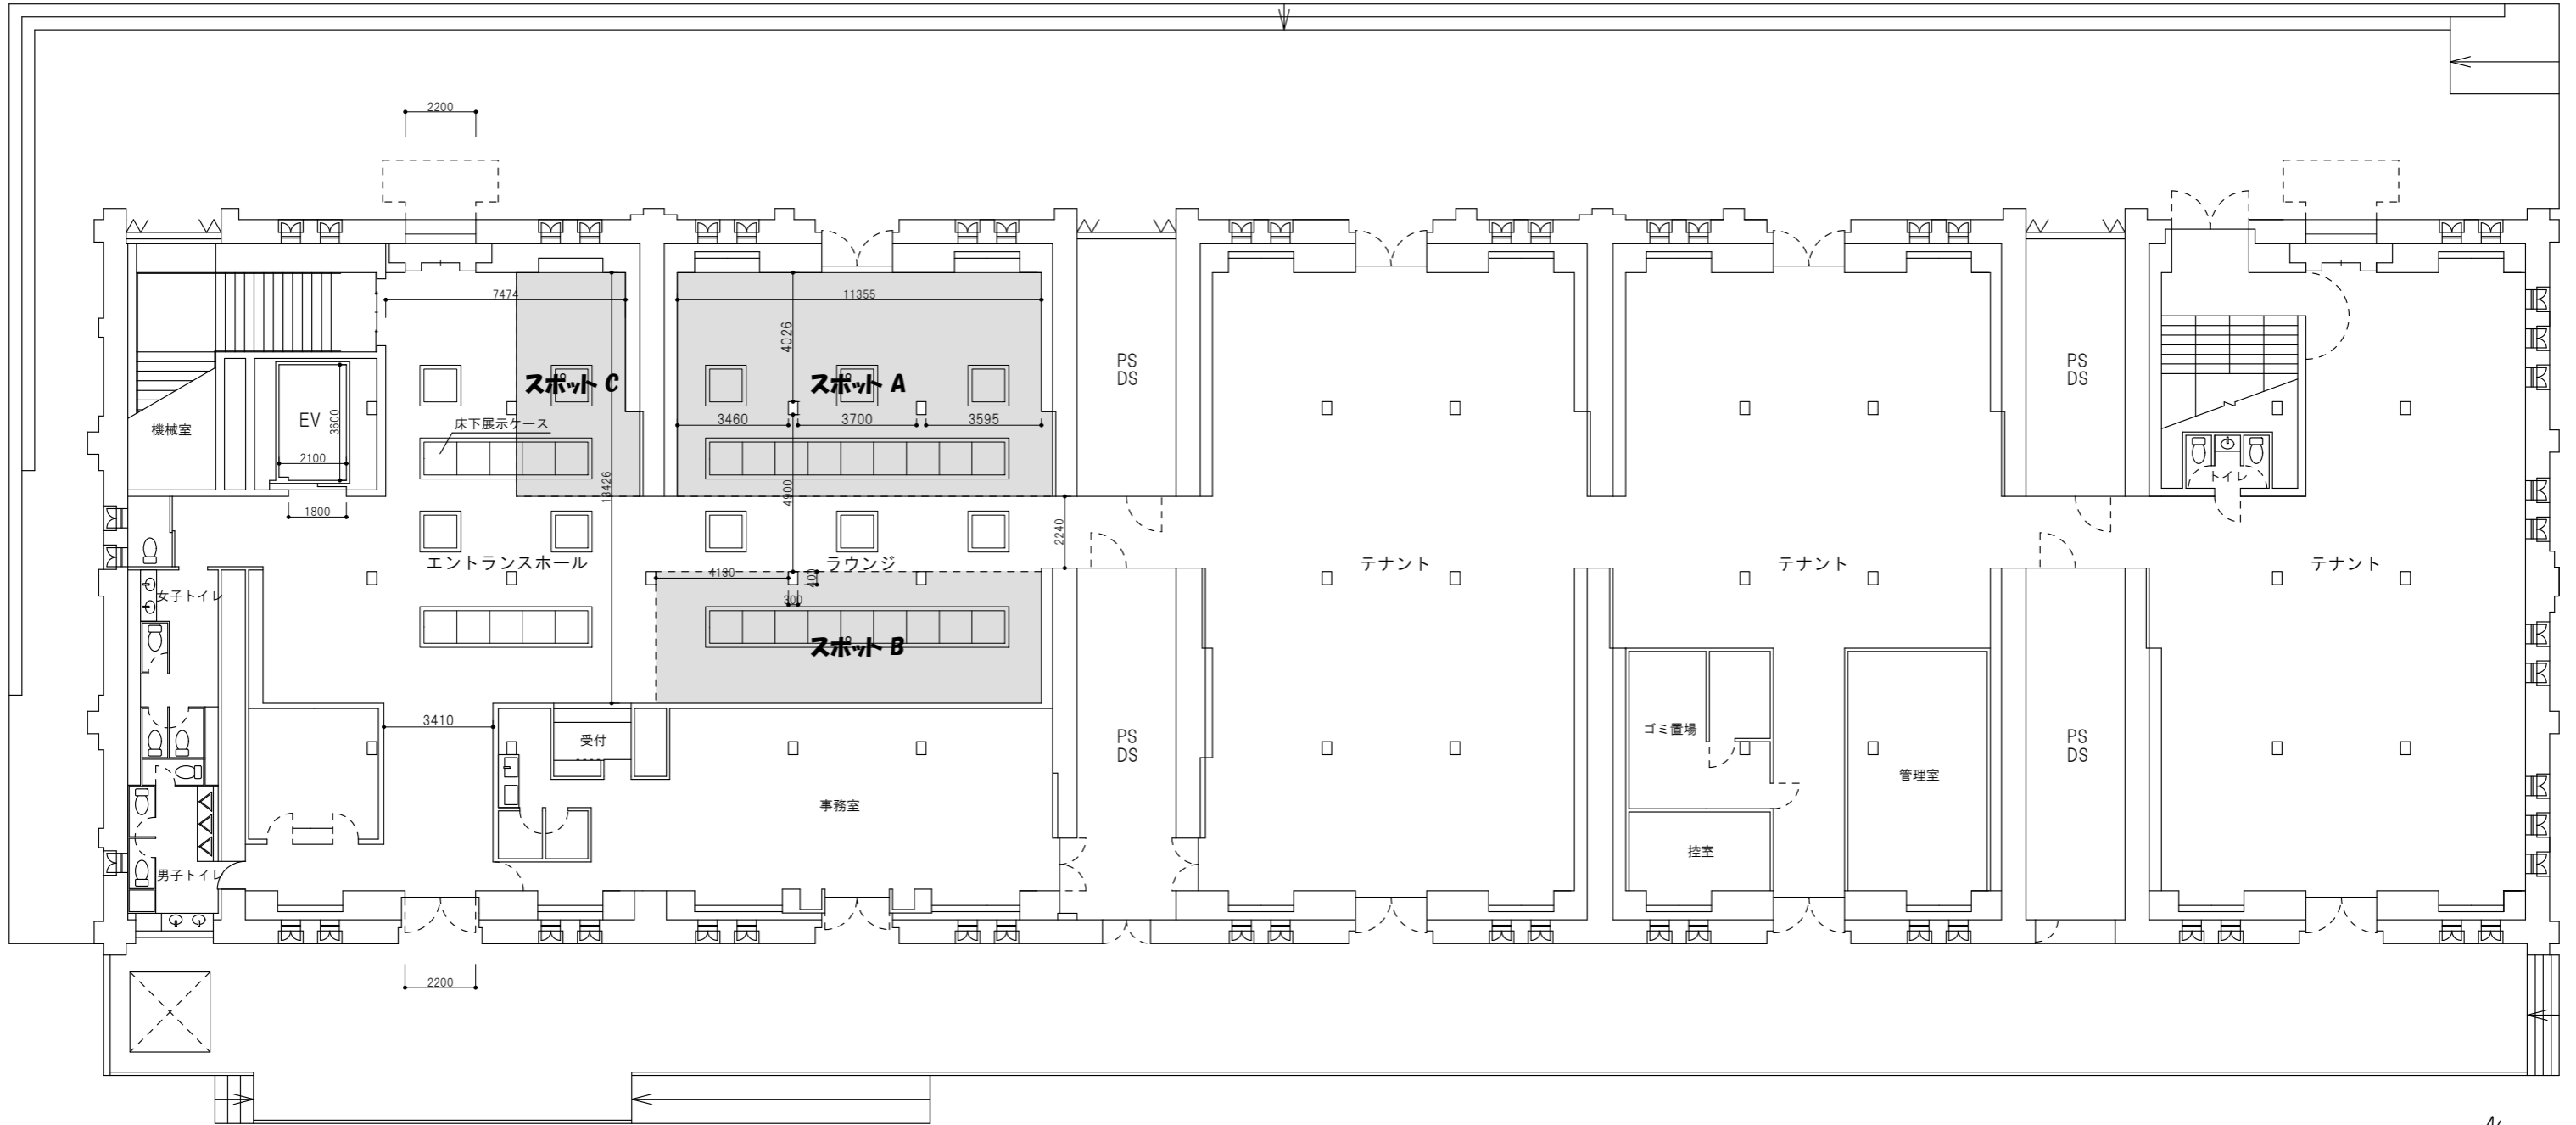 2200
7474
11355
4026
PS
DS
PS
DS
スポット C
スポット A
EV
3600
機械室
床下展示ケース
3460
3700
3595
2100
トイレ
13426
4900
1800
2240
エントランスホール
ラウンジ
テナント
テナント
テナント
4130
400
女子トイレ
300
スポット B
3410
受付
ゴミ置場
PS
DS
PS
DS
管理室
事務室
控室
男子トイレ
2200